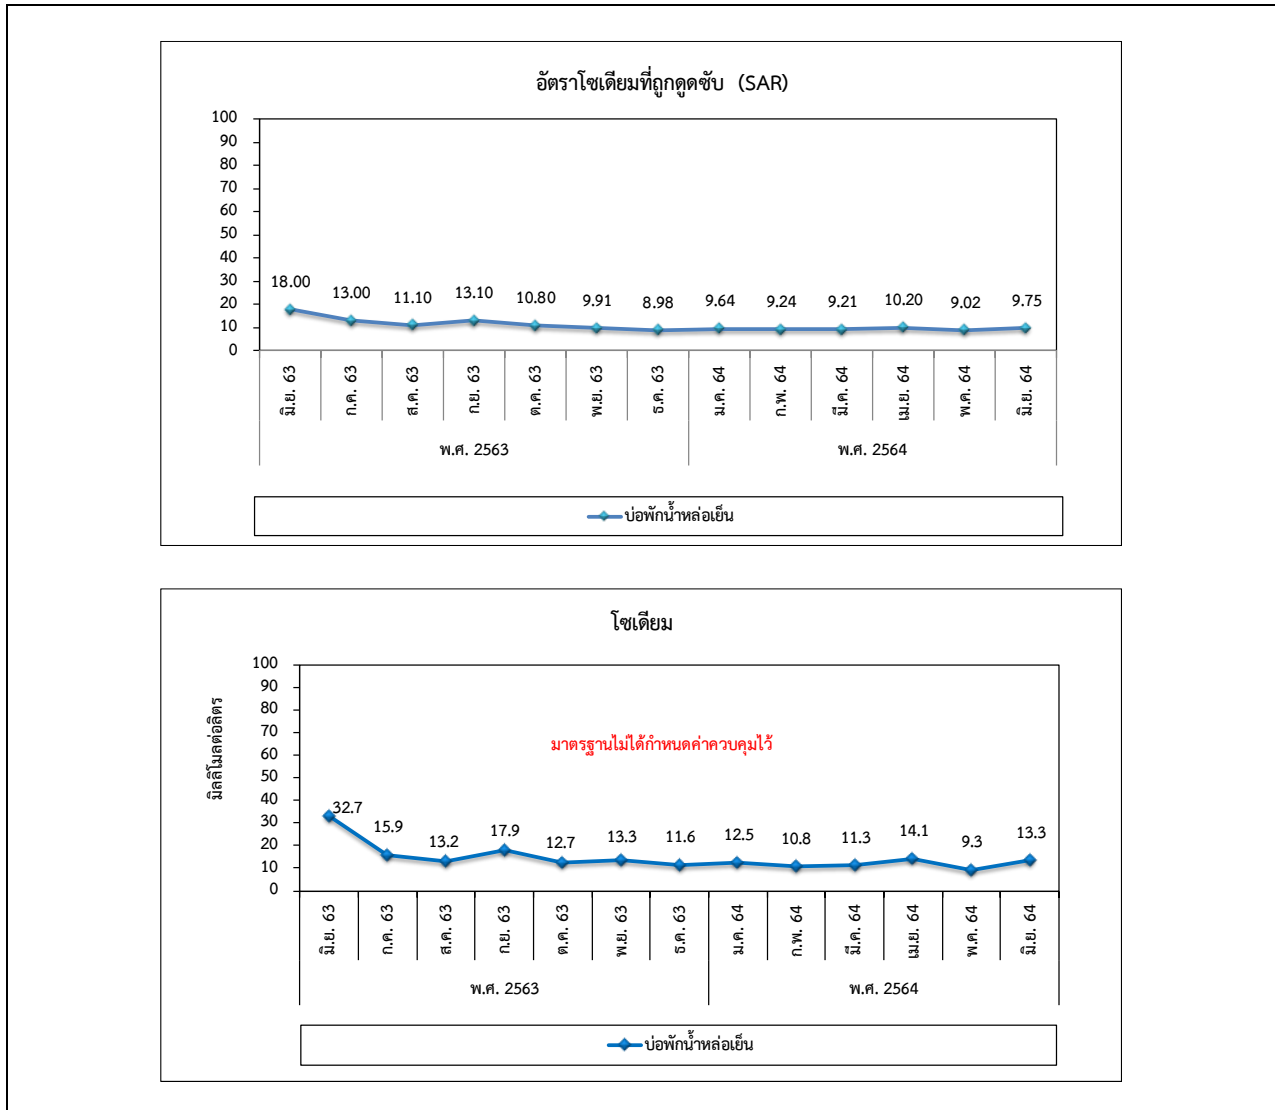 อัตราโซเดียมที่ถูกดูดซับ (SAR)
100
90
80
70
60
50
40
30
20
10
0
18.00 13.00 11.10 13.10 10.80 9.91 8.98 9.64 9.24 9.21 10.20 9.02 9.75
มิ.ย. 63 ก.ค. 63 ส.ค. 63 ก.ย. 63 ต.ค. 63 พ.ย. 63 ธ.ค. 63 ม.ค. 64 ก.พ. 64 มี.ค. 64 เม.ย. 64 พ.ค. 64 มิ.ย. 64
พ.ศ. 2563 พ.ศ. 2564
บ่อพักน้ำหล่อเย็น
โซเดียม
มิลลิโมลต่อลิตร
100
90
80
70
60
50
40
30
20
10
0
มาตรฐานไม่ได้กำหนดค่าควบคุมไว้
32.7 15.9 13.2 17.9 12.7 13.3 11.6 12.5 10.8 11.3 14.1 9.3 13.3
มิ.ย. 63 ก.ค. 63 ส.ค. 63 ก.ย. 63 ต.ค. 63 พ.ย. 63 ธ.ค. 63 ม.ค. 64 ก.พ. 64 มี.ค. 64 เม.ย. 64 พ.ค. 64 มิ.ย. 64
พ.ศ. 2563 พ.ศ. 2564
บ่อพักน้ำหล่อเย็น